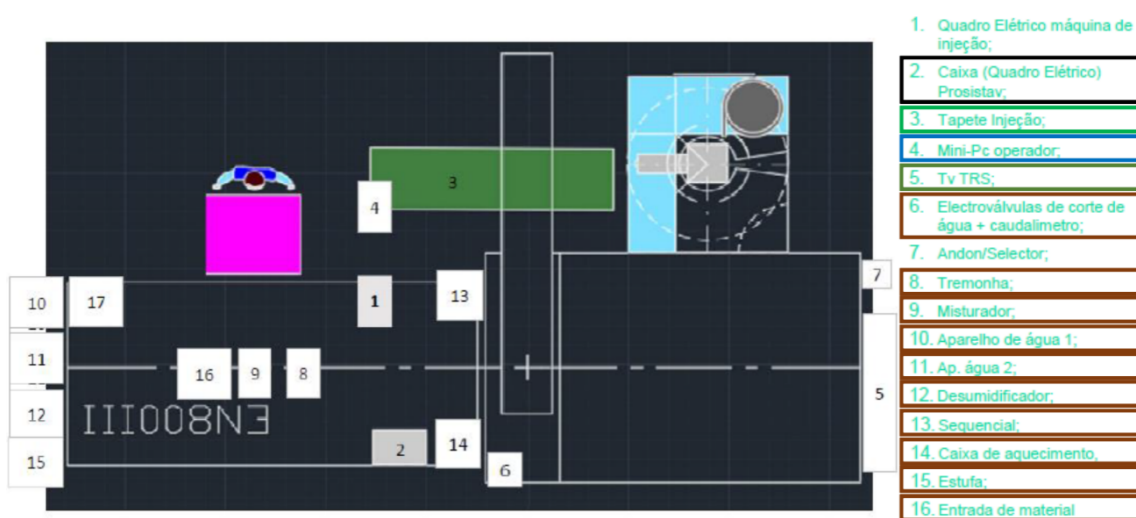 1. Quadro Elétrico máquina de
injeção;
2. Caixa (Quadro Elétrico)
Prosistav;
3. Tapete Injeção;
4. Mini-Pc operador;
5. Tv TRS;
6. Electroválvulas de corte de
água + caudalimetro;
7. Andon/Selector;
8. Tremonha;
9. Misturador;
10. Aparelho de água 1;
11. Ap. água 2;
12. Desumidificador;
13. Sequencial;
14. Caixa de aquecimento,
15. Estufa;
16. Entrada de material
3
4
7
10
17
1
13
11
16
9
8
5
12
EN800III
14
2
15
6